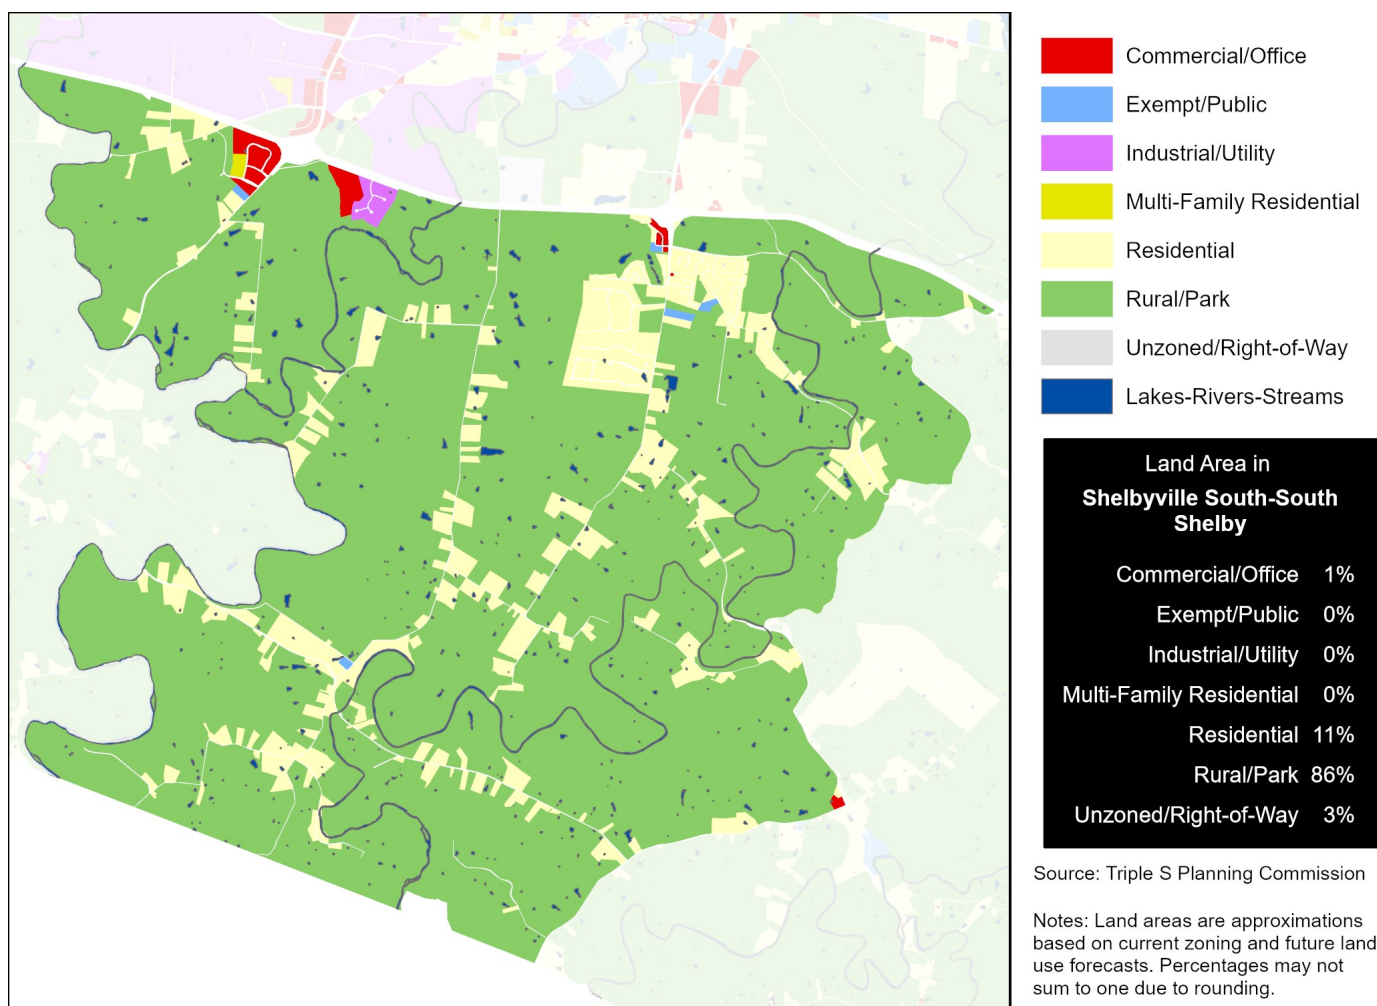 Commercial/Office
Exempt/Public
Industrial/Utility
Multi-Family Residential
Residential
Rural/Park
Unzoned/Right-of-Way
Lakes-Rivers-Streams
Land Area in
Shelbyville South-South
Shelby
Commercial/Office 1%
Exempt/Public 0%
Industrial/Utility 0%
Multi-Family Residential 0%
Residential 11%
Rural/Park 86%
Unzoned/Right-of-Way 3%
Source: Triple S Planning Commission
Notes: Land areas are approximations
based on current zoning and future land
use forecasts. Percentages may not
sum to one due to rounding.